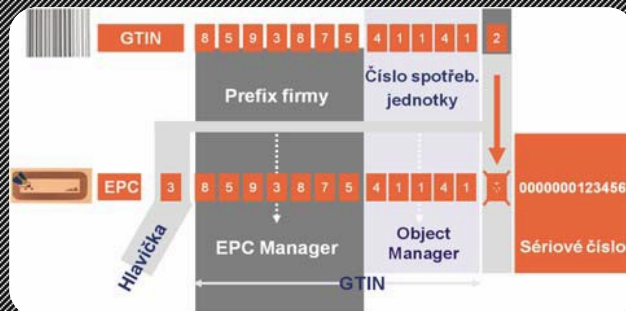 GTIN 8 5 9 3 8 7 5 4 1 1 4 1 2
Prefix firmy
Číslo spotřeb.
jednotky
EPC 3 8 5 9 3 8 7 5 4 1 1 4 1 0000000123456
Hlavička
EPC Manager
Object
Manager
Sériové číslo
GTIN